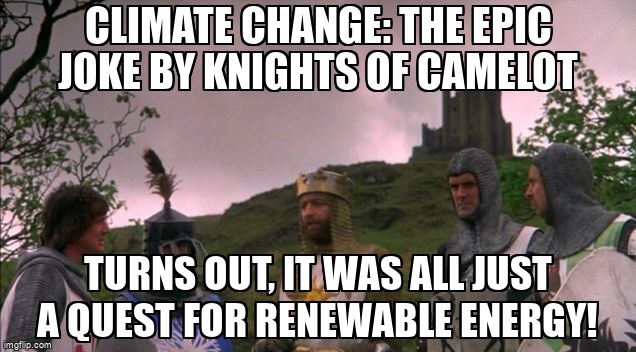 CLIMATE CHANGE: THE EPIC
JOKE BY KNIGHTS OF CAMELOT
TURNS OUT, IT WAS ALL JUST
A QUEST FOR RENEWABLE ENERGY!
imgflip.com